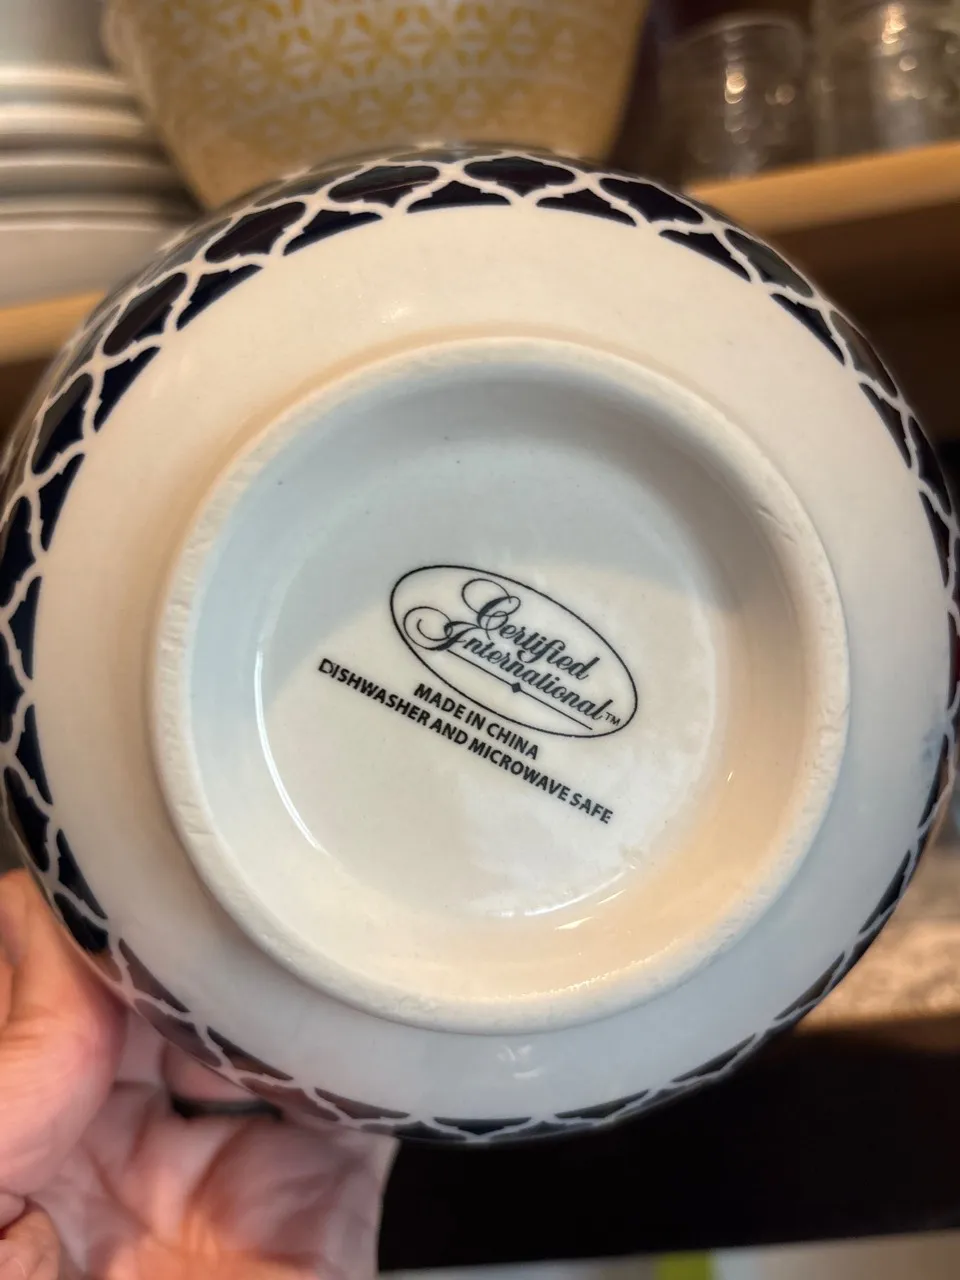 Certified
International™
MADE IN CHINA
DISHWASHER AND MICROWAVE SAFE